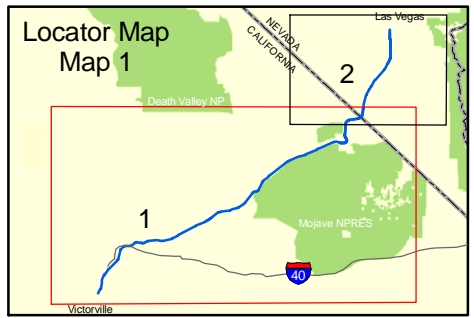 Locator Map
Map 1
Las Vegas
NEVADA
CALIFORNIA
2
Death Valley NP
1
Mojave NPRES
40
Victorville